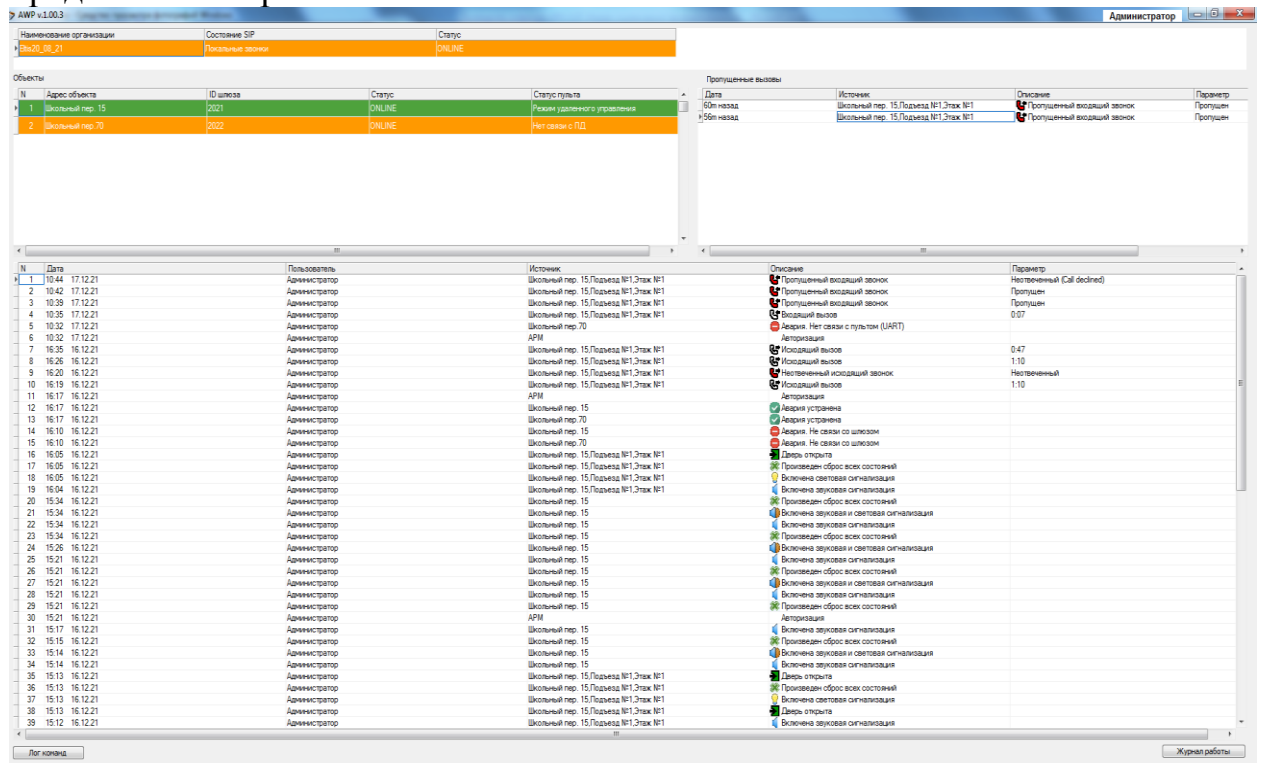 AWP v.1.00.3
Администратор
Наименование организации Состояние SIP Статус
Локальные звонки ONLINE
Объекты
N Адрес объекта ID шлюза Статус Статус пульта
1 Школьный пер. 15 2021 ONLINE Режим удаленного управления
2 Школьный пер.70 2022 ONLINE Нет связи с ПД
Пропущенные вызовы
Дата Источник Описание Параметр
60m назад Школьный пер. 15,Подъезд №1,Этаж №1 Пропущенный входящий звонок Пропущен
56m назад Школьный пер. 15,Подъезд №1,Этаж №1 Пропущенный входящий звонок Пропущен
N Дата Пользователь Источник Описание Параметр
1 10:44 17.12.21 Администратор Школьный пер. 15,Подъезд №1,Этаж №1 Пропущенный входящий звонок Неотвеченный (Call declined)
2 10:42 17.12.21 Администратор Школьный пер. 15,Подъезд №1,Этаж №1 Пропущенный входящий звонок Пропущен
3 10:39 17.12.21 Администратор Школьный пер. 15,Подъезд №1,Этаж №1 Пропущенный входящий звонок Пропущен
4 10:35 17.12.21 Администратор Школьный пер. 15,Подъезд №1,Этаж №1 Входящий вызов 0:07
5 10:32 17.12.21 Администратор Школьный пер.70 Авария. Нет связи с пультом (UART)
6 10:32 17.12.21 Администратор АРМ Авторизация
7 16:35 16.12.21 Администратор Школьный пер. 15,Подъезд №1,Этаж №1 Исходящий вызов 0:47
8 16:26 16.12.21 Администратор Школьный пер. 15,Подъезд №1,Этаж №1 Исходящий вызов 1:10
9 16:20 16.12.21 Администратор Школьный пер. 15,Подъезд №1,Этаж №1 Неотвеченный исходящий звонок Неотвеченный
10 16:19 16.12.21 Администратор Школьный пер. 15,Подъезд №1,Этаж №1 Исходящий вызов 1:10
11 16:17 16.12.21 Администратор АРМ Авторизация
12 16:17 16.12.21 Администратор Школьный пер. 15 Авария устранена
13 16:17 16.12.21 Администратор Школьный пер.70 Авария устранена
14 16:10 16.12.21 Администратор Школьный пер. 15 Авария. Не связи со шлюзом
15 16:10 16.12.21 Администратор Школьный пер.70 Авария. Не связи со шлюзом
16 16:05 16.12.21 Администратор Школьный пер. 15,Подъезд №1,Этаж №1 Дверь открыта
17 16:05 16.12.21 Администратор Школьный пер. 15,Подъезд №1,Этаж №1 Произведен сброс всех состояний
18 16:05 16.12.21 Администратор Школьный пер. 15,Подъезд №1,Этаж №1 Включена световая сигнализация
19 16:04 16.12.21 Администратор Школьный пер. 15,Подъезд №1,Этаж №1 Включена звуковая сигнализация
20 15:34 16.12.21 Администратор Школьный пер. 15 Произведен сброс всех состояний
21 15:34 16.12.21 Администратор Школьный пер. 15 Включена звуковая и световая сигнализация
22 15:34 16.12.21 Администратор Школьный пер. 15 Включена звуковая сигнализация
23 15:34 16.12.21 Администратор Школьный пер. 15 Произведен сброс всех состояний
24 15:26 16.12.21 Администратор Школьный пер. 15 Включена звуковая и световая сигнализация
25 15:21 16.12.21 Администратор Школьный пер. 15 Включена звуковая сигнализация
26 15:21 16.12.21 Администратор Школьный пер. 15 Произведен сброс всех состояний
27 15:21 16.12.21 Администратор Школьный пер. 15 Включена звуковая и световая сигнализация
28 15:21 16.12.21 Администратор Школьный пер. 15 Включена звуковая сигнализация
29 15:21 16.12.21 Администратор Школьный пер. 15 Произведен сброс всех состояний
30 15:21 16.12.21 Администратор АРМ Авторизация
31 15:17 16.12.21 Администратор Школьный пер. 15 Включена звуковая сигнализация
32 15:15 16.12.21 Администратор Школьный пер. 15 Произведен сброс всех состояний
33 15:14 16.12.21 Администратор Школьный пер. 15 Включена звуковая и световая сигнализация
34 15:14 16.12.21 Администратор Школьный пер. 15 Включена звуковая сигнализация
35 15:13 16.12.21 Администратор Школьный пер. 15,Подъезд №1,Этаж №1 Дверь открыта
36 15:13 16.12.21 Администратор Школьный пер. 15,Подъезд №1,Этаж №1 Произведен сброс всех состояний
37 15:13 16.12.21 Администратор Школьный пер. 15,Подъезд №1,Этаж №1 Включена световая сигнализация
38 15:13 16.12.21 Администратор Школьный пер. 15,Подъезд №1,Этаж №1 Дверь открыта
39 15:12 16.12.21 Администратор Школьный пер. 15,Подъезд №1,Этаж №1 Включена звуковая сигнализация
Лог команд Журнал работы